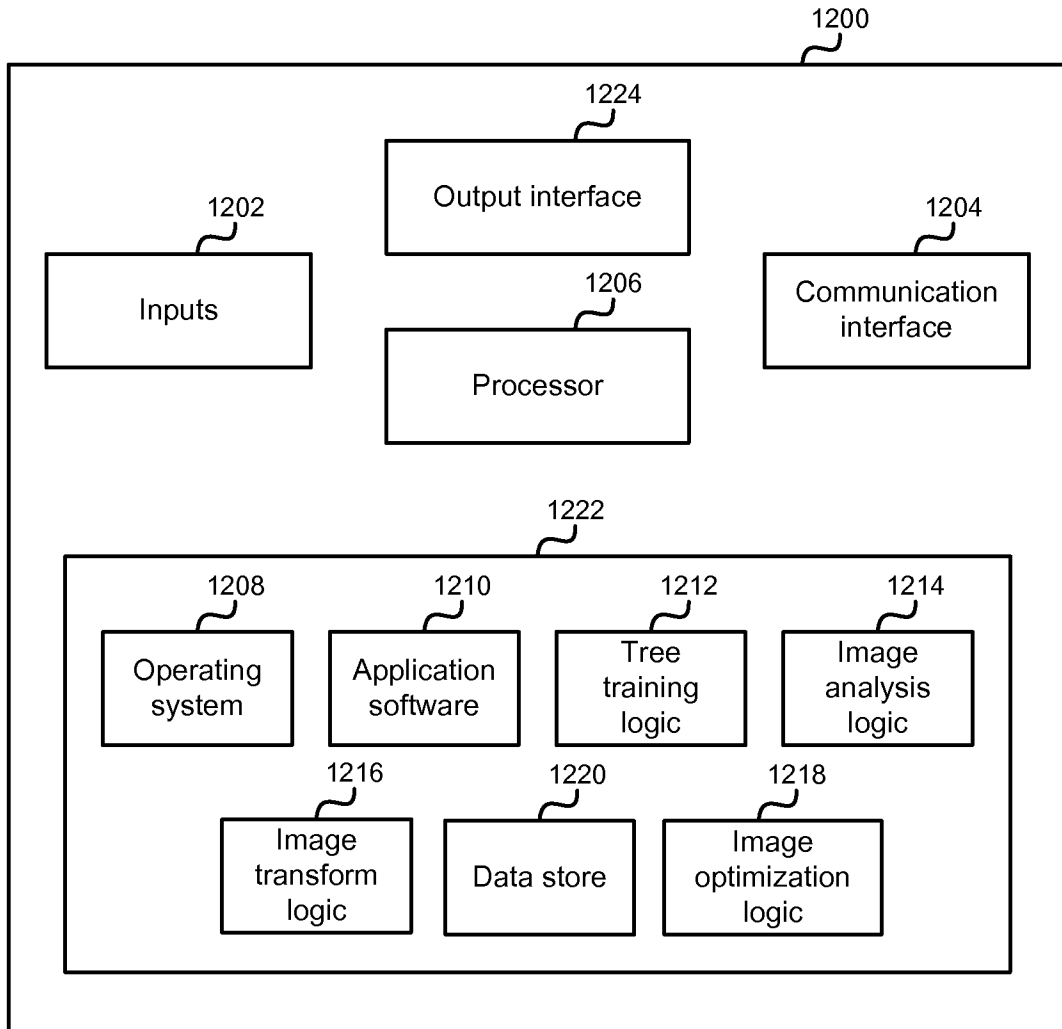 1200
1224
Output interface
1202
Inputs
1204
Communication
interface
1206
Processor
1222
1208
Operating
system
1210
Application
software
1212
Tree
training
logic
1214
Image
analysis
logic
1216
Image
transform
logic
1220
Data store
1218
Image
optimization
logic